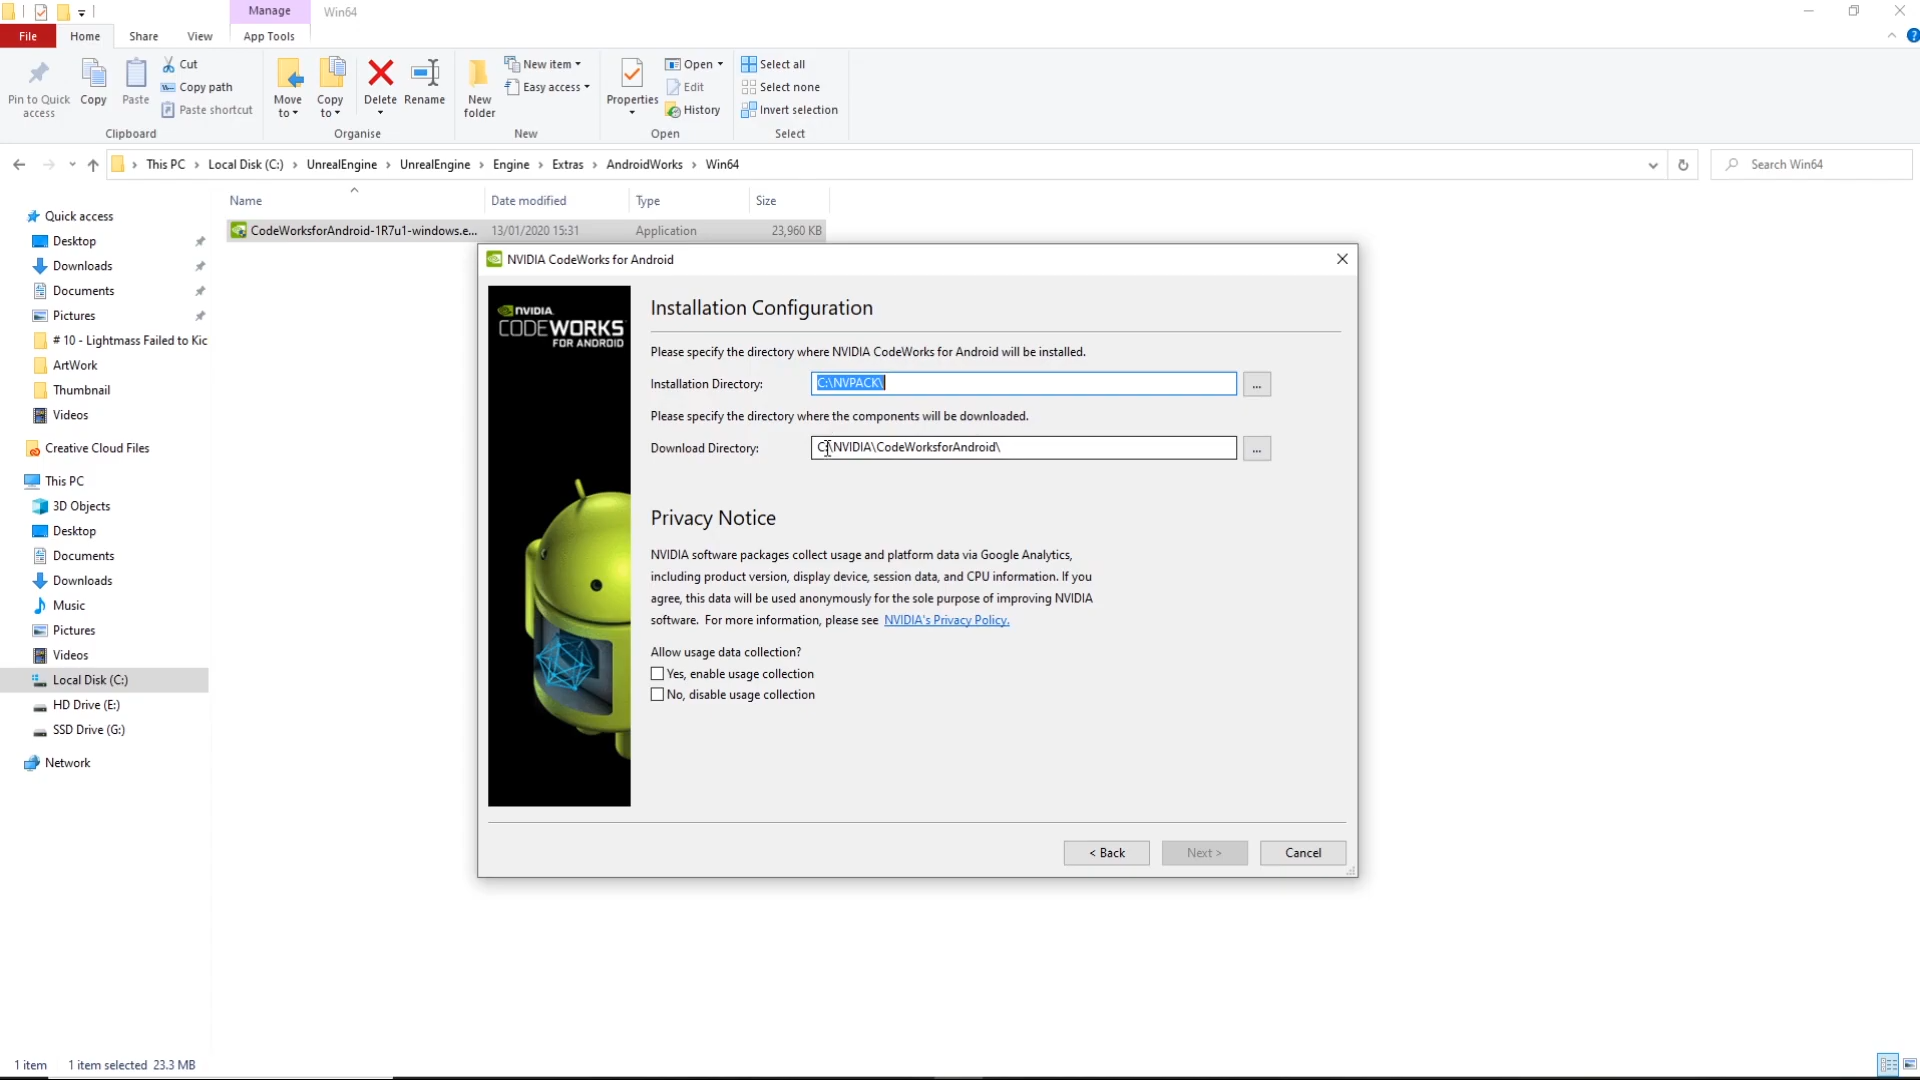 Manage
Win64
File
Home
Share
View
App Tools
Pin to Quick access
Copy
Paste
Cut
Copy path
Paste shortcut
Clipboard
Move to
Copy to
Delete
Rename
Organise
New folder
New item
Easy access
New
Properties
Open
Edit
History
Open
Select all
Select none
Invert selection
Select
This PC
Local Disk (C:)
UnrealEngine
UnrealEngine
Engine
Extras
AndroidWorks
Win64
Search Win64
Name
Date modified
Type
Size
CodeWorksforAndroid-1R7u1-windows.e...
13/01/2020 15:31
Application
23,960 KB
Quick access
Desktop
Downloads
Documents
Pictures
# 10 - Lightmass Failed to Kic
ArtWork
Thumbnail
Videos
Creative Cloud Files
This PC
3D Objects
Desktop
Documents
Downloads
Music
Pictures
Videos
Local Disk (C:)
HD Drive (E:)
SSD Drive (G:)
Network
NVIDIA CodeWorks for Android
NVIDIA.
CODEWORKS
FOR ANDROID
Installation Configuration
Please specify the directory where NVIDIA CodeWorks for Android will be installed.
Installation Directory:
C:\NVPACK\
...
Please specify the directory where the components will be downloaded.
Download Directory:
C:\NVIDIA\CodeWorksforAndroid\
...
Privacy Notice
NVIDIA software packages collect usage and platform data via Google Analytics,
including product version, display device, session data, and CPU information. If you
agree, this data will be used anonymously for the sole purpose of improving NVIDIA
software. For more information, please see NVIDIA's Privacy Policy.
Allow usage data collection?
Yes, enable usage collection
No, disable usage collection
< Back
Next >
Cancel
1 item
1 item selected 23.3 MB